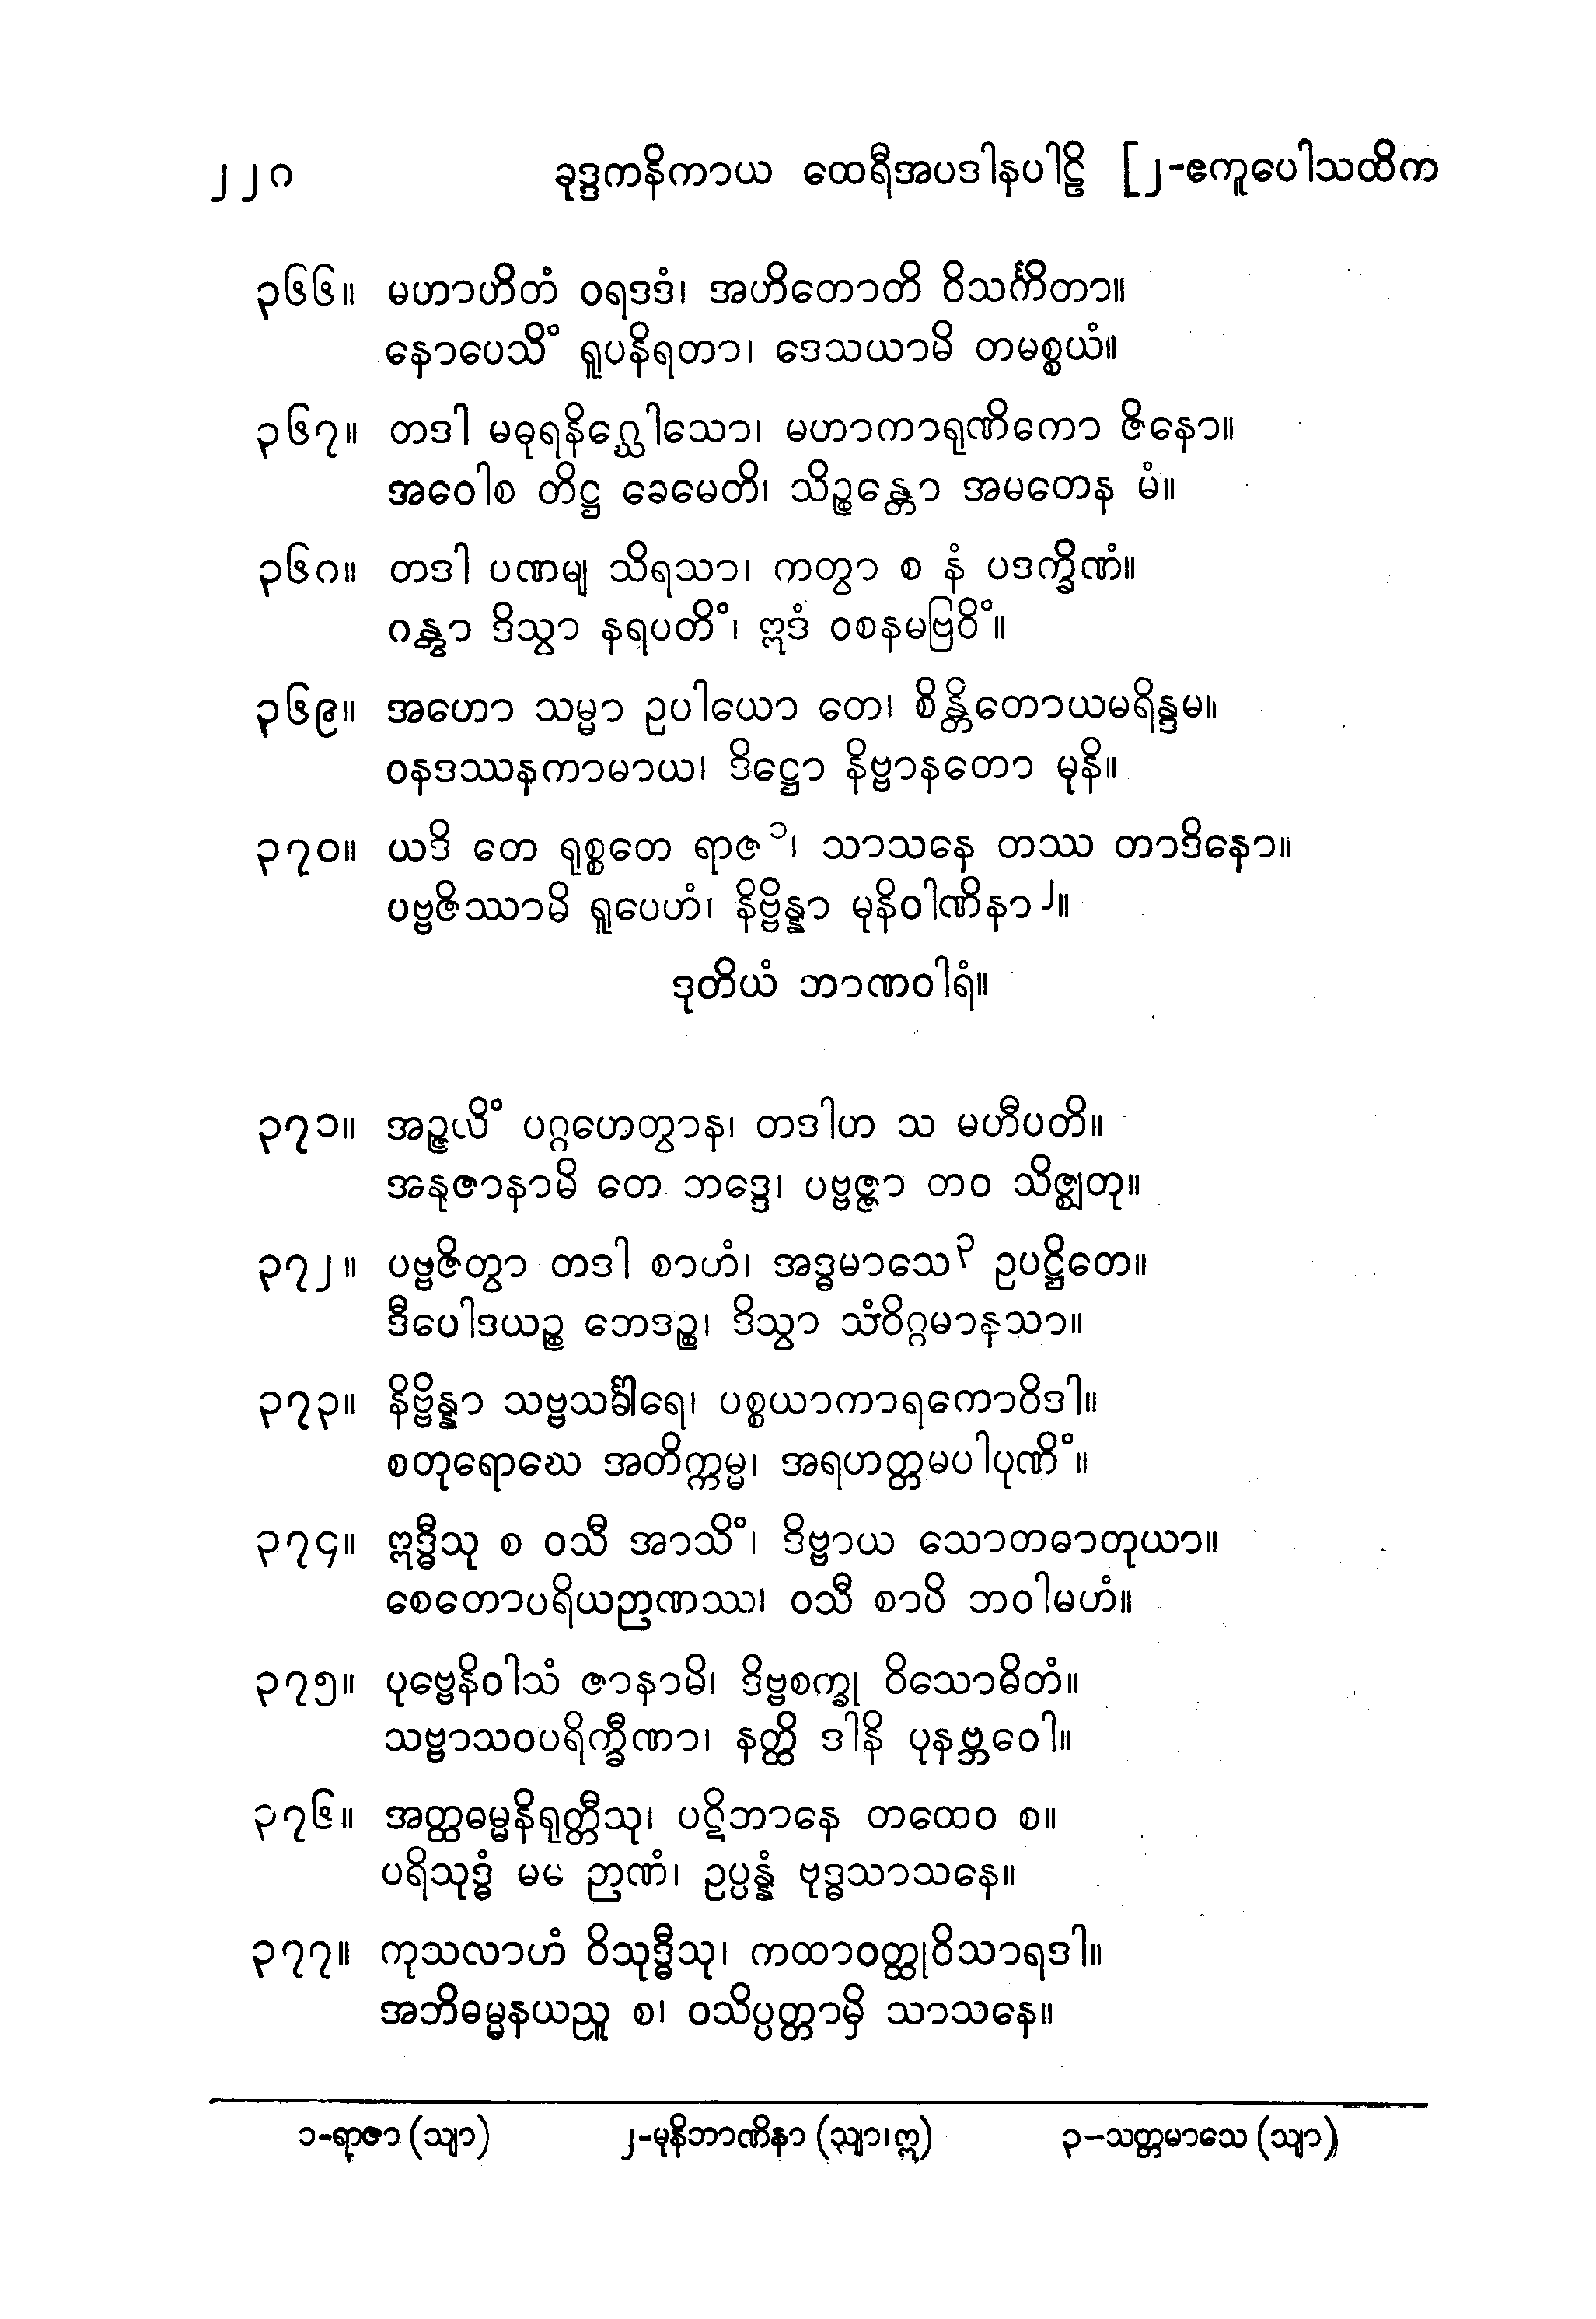 ၂၂ဂ ခုဒ္ဒကနိကာယ ထေရီအပဒါနပါဠိ [၂-ဧကူပေါသထိက
၃၆၆။ မဟာဟိတံ ဝရဒဒံ၊ အဟိတောတိ ဝိသင်္ကိတာ။
နောပေသိံ ရူပနိရတာ၊ ဒေသယာမိ တမစ္စယံ။
၃၆၇။ တဒါ မဓုရနိဂ္ဃေါသော၊ မဟာကာရုဏိကော ဇိနော။
အဝေါစ တိဋ္ဌ ခေမေတိ၊ သိဉ္စန္တော အမတေန မံ။
၃၆ဂ။ တဒါ ပဏမျ သိရသာ၊ ကတွာ စ နံ ပဒက္ခိဏံ။
ဂန္တွာ ဒိသွာ နရပတိံ၊ ဣဒံ ဝစနမဗြဝိံ။
၃၆၉။ အဟော သမ္မာ ဥပါယော တေ၊ စိန္တိတောယမရိန္ဒမ။
ဝနဒဿနကာမာယ၊ ဒိဋ္ဌော နိဗ္ဗာနတော မုနိ။
၃၇၀။ ယဒိ တေ ရုစ္စတေ ရာဇ ၁၊ သာသနေ တဿ တာဒိနော။
ပဗ္ဗဇိဿာမိ ရူပေဟံ၊ နိဗ္ဗိန္နာ မုနိဝါဏိနာ ၂။
ဒုတိယံ ဘာဏဝါရံ။
၃၇၁။ အဉ္ဇလိံ ပဂ္ဂဟေတွာန၊ တဒါဟ သ မဟီပတိ။
အနုဇာနာမိ တေ ဘဒ္ဒေ၊ ပဗ္ဗဇ္ဇာ တဝ သိဇ္ဈတု။
၃၇၂။ ပဗ္ဗဇိတွာ တဒါ စာဟံ၊ အဒ္ဓမာသေ ၃ ဥပဋ္ဌိတေ။
ဒီပေါဒယဉ္စ ဘေဒဉ္စ၊ ဒိသွာ သံဝိဂ္ဂမာနသာ။
၃၇၃။ နိဗ္ဗိန္နာ သဗ္ဗသင်္ခါရေ၊ ပစ္စယာကာရကောဝိဒါ။
စတုရောဃေ အတိက္ကမ္မ၊ အရဟတ္တမပါပုဏိံ။
၃၇၄။ ဣဒ္ဓီသု စ ဝသီ အာသိံ၊ ဒိဗ္ဗာယ သောတဓာတုယာ။
စေတောပရိယဉာဏဿ၊ ဝသီ စာပိ ဘဝါမဟံ။
၃၇၅။ ပုဗ္ဗေနိဝါသံ ဇာနာမိ၊ ဒိဗ္ဗစက္ခု ဝိသောဓိတံ။
သဗ္ဗာသဝပရိက္ခီဏာ၊ နတ္ထိ ဒါနိ ပုနဗ္ဘဝေါ။
၃၇၆။ အတ္ထဓမ္မနိရုတ္တီသု၊ ပဋိဘာနေ တထေဝ စ။
ပရိသုဒ္ဓံ မမ ဉာဏံ၊ ဥပ္ပန္နံ ဗုဒ္ဓသာသနေ။
၃၇၇။ ကုသလာဟံ ဝိသုဒ္ဓီသု၊ ကထာဝတ္ထုဝိသာရဒါ။
အဘိဓမ္မနယညူ စ၊ ဝသိပ္ပတ္တာမှိ သာသနေ။
၁-ရာဇာ (သျာ) ၂-မုနိဘာဏိနာ (သျာ၊ဣ) ၃-သတ္တမာသေ (သျာ)